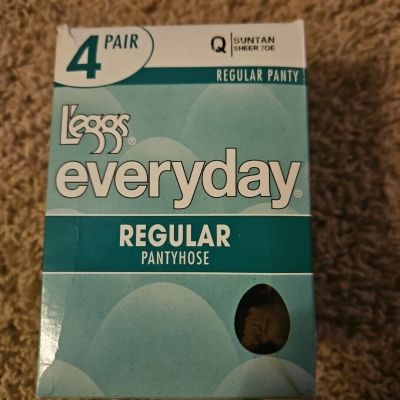 4 PAIR
Q SUNTAN
SHEER TOE
REGULAR PANTY
L'eggs®
everyday®
REGULAR
PANTYHOSE